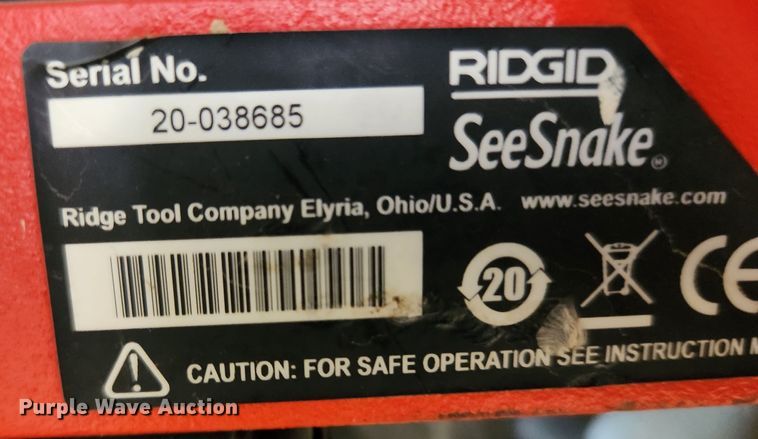 Serial No.
20-038685
RIDGID
SeeSnake®
Ridge Tool Company Elyria, Ohio/U.S.A. www.seesnake.com
20
CE
CAUTION: FOR SAFE OPERATION SEE INSTRUCTION
Purple Wave Auction